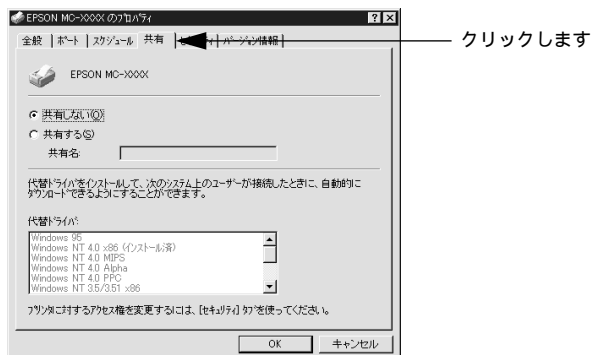 EPSON MC-XXXX のプロパティ
全般 ポート スケジュール 共有 バージョン情報
クリックします
EPSON MC-XXXX
共有しない(O)
共有する(S)
共有名:
代替ドライバをインストールして、次のシステム上のユーザーが接続したときに、自動的に
ダウンロードできるようにすることができます。
代替ドライバ:
Windows 95
Windows NT 4.0 x86 (インストール済)
Windows NT 4.0 MIPS
Windows NT 4.0 Alpha
Windows NT 4.0 PPC
Windows NT 3.5/3.51 x86
プリンタに対するアクセス権を変更するには、[セキュリティ] タブを使ってください。
OK キャンセル